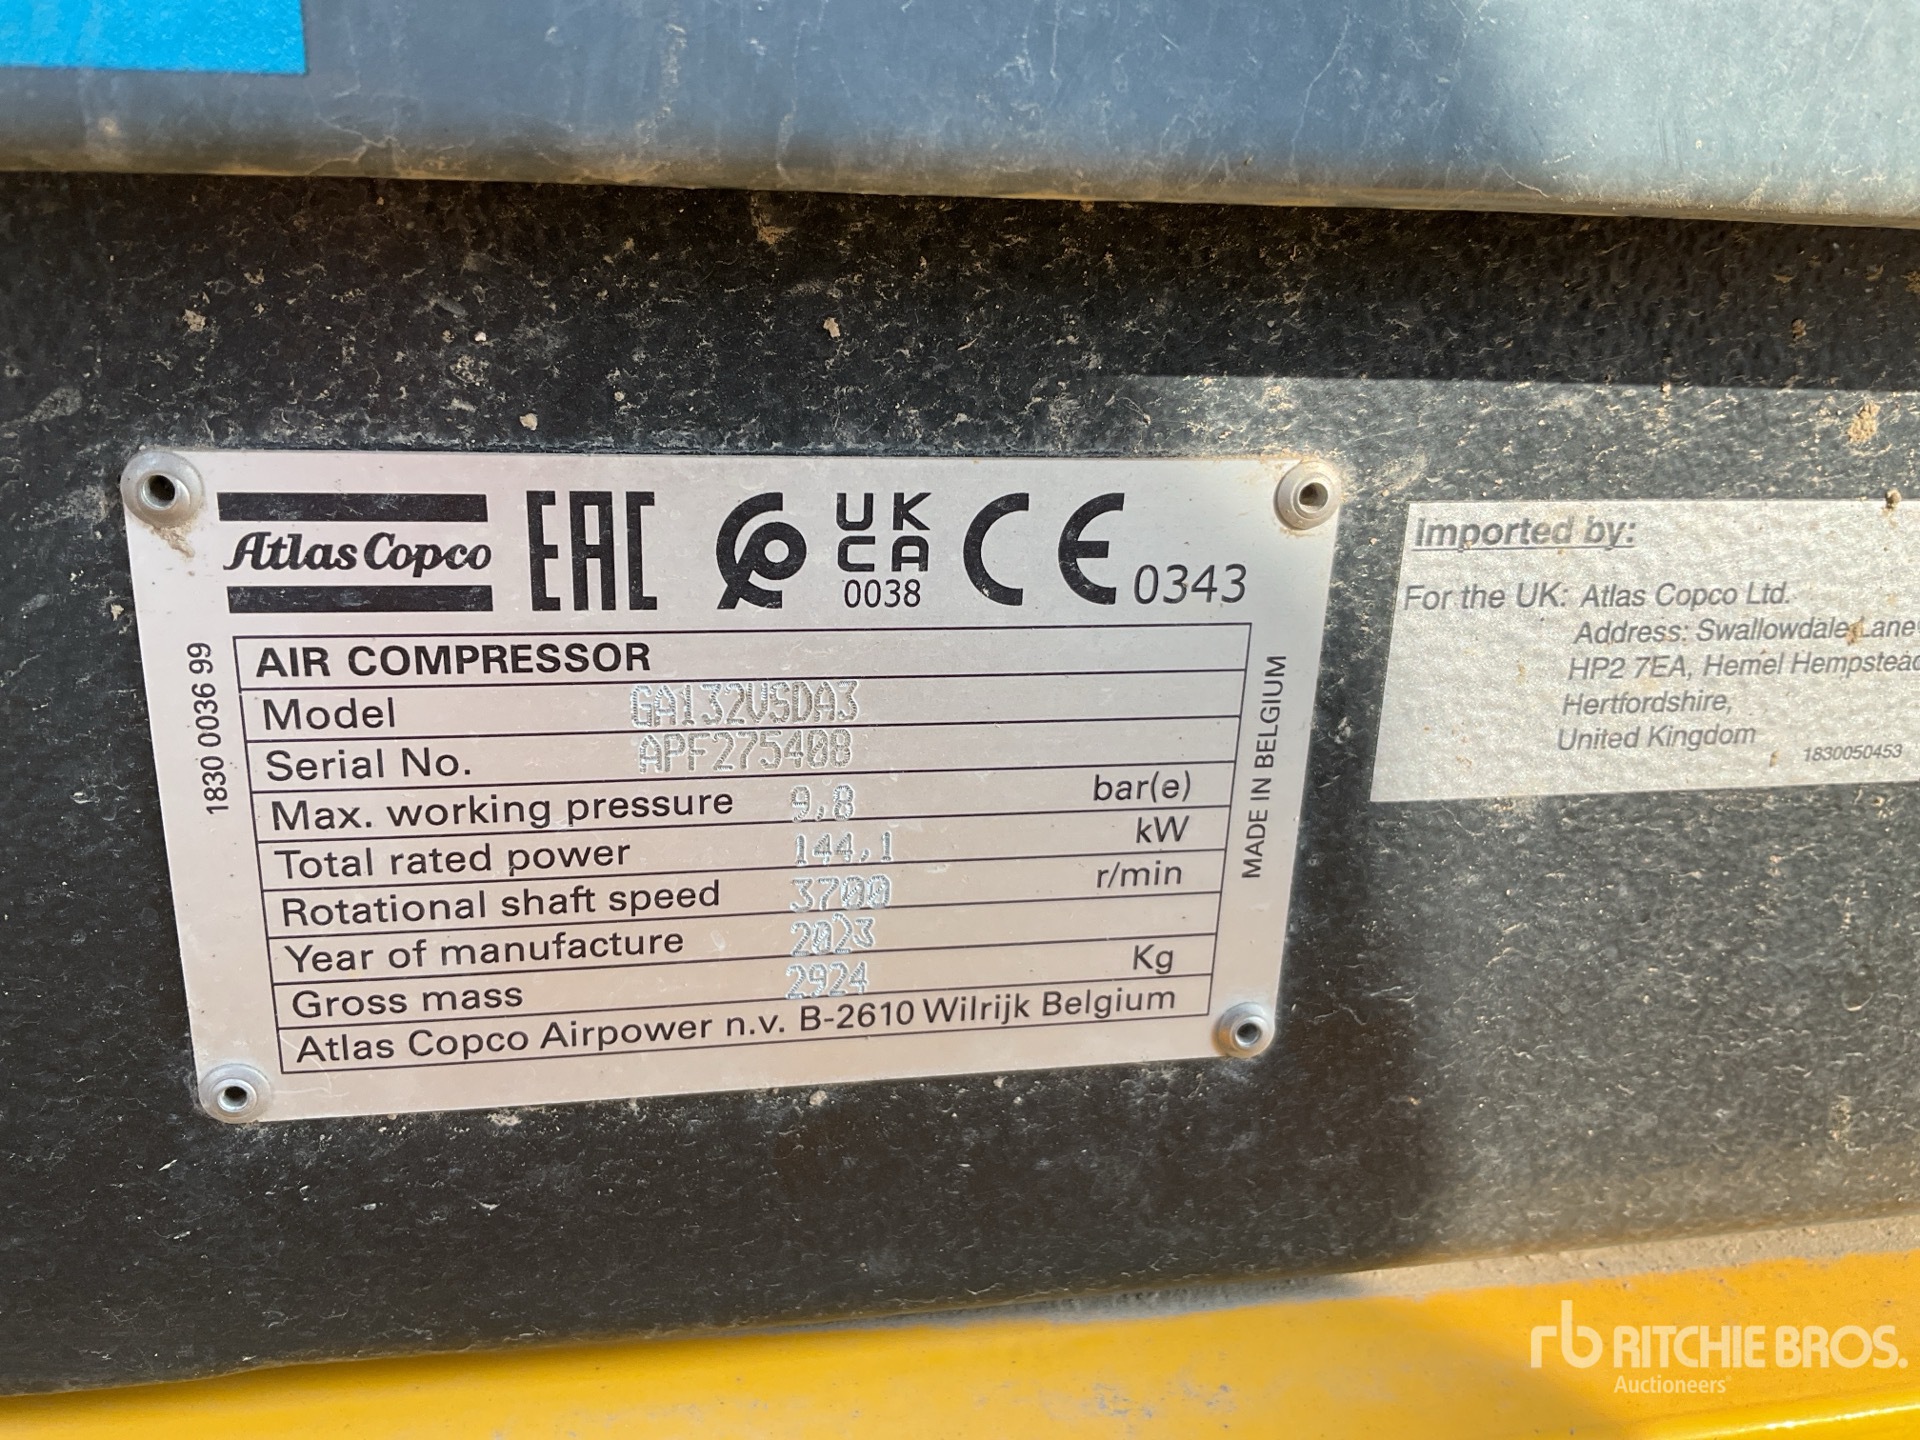 Atlas Copco
EAC
UK
CA
0038
CE 0343
1830 0036 99
AIR COMPRESSOR
Model GA132VSDA3
Serial No. APF275408
Max. working pressure 9,8 bar(e)
Total rated power 144,1 kW
Rotational shaft speed 3700 r/min
Year of manufacture 2023
Gross mass 2924 Kg
Atlas Copco Airpower n.v. B-2610 Wilrijk Belgium
MADE IN BELGIUM
Imported by:
For the UK: Atlas Copco Ltd.
Address: Swallowdale Lane
HP2 7EA, Hemel Hempstead
Hertfordshire,
United Kingdom
1830050453
rb RITCHIE BROS.
Auctioneers